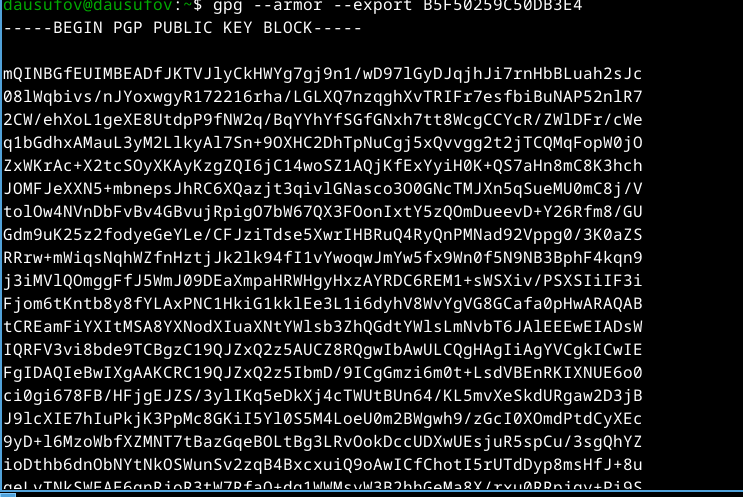 dausufov@dausufov:~$ gpg --armor --export B5F50259C50DB3E4
-----BEGIN PGP PUBLIC KEY BLOCK-----
mQINBGfEUIMBEADfJKTVJlyCkHWYg7gj9n1/wD97lGyDJqjhJi7rnHbBLuah2sJc
08lWqbivs/nJYoxwgyR172216rha/LGLXQ7nzqghXvTRIFr7esfbiBuNAP52nlR7
2CW/ehXoL1geXE8UtdpP9fNW2q/BqYYhYfSGfGNxh7tt8WcgCCYcR/ZWlDFr/cWe
q1bGdhxAMauL3yM2LlkyAl7Sn+9OXHC2DhTpNuCgj5xQvvgg2t2jTCQMqFopW0jO
ZxWKrAc+X2tcSOyXKAyKzgZQI6jC14woSZ1AQjKfExYyiH0K+QS7aHn8mC8K3hch
JOMFJeXXN5+mbnepsJhRC6XQazjt3qivlGNasco3O0GNcTMJXn5qSueMU0mC8j/V
tolOw4NVnDbFvBv4GBvujRpigO7bW67QX3FOonIxtY5zQOmDueevD+Y26Rfm8/GU
Gdm9uK25z2fodyeGeYLe/CFJziTdse5XwrIHBRuQ4RyQnPMNad92Vppg0/3K0aZS
RRrw+mWiqsNqhWZfnHztjJk2lk94fI1vYwoqwJmYw5fx9Wn0f5N9NB3BphF4kqn9
j3iMVlQOmggFfJ5WmJ09DEaXmpaHRWHgyHxzAYRDC6REM1+sWSXiv/PSXSIiIF3i
Fjom6tKntb8y8fYLAxPNC1HkiG1kklEe3L1i6dyhV8WvYgVG8GCafa0pHwARAQAB
tCREamFiYXItMSA8YXNodXIuaXNtYWlsb3ZhQGdtYWlsLmNvbT6JAlEEEwEIADsW
IQRFV3vi8bde9TCBgzC19QJZxQ2z5AUCZ8RQgwIbAwULCQgHAgIiAgYVCgkICwIE
FgIDAQIeBwIXgAAKCRC19QJZxQ2z5IbmD/9ICgGmzi6m0t+LsdVBEnRKIXNUE6o0
ci0gi678FB/HFjgEJZS/3ylIKq5eDkXj4cTWUtBUn64/KL5mvXeSkdURgaw2D3jB
J9lcXIE7hIuPkjK3PpMc8GKiI5Yl0S5M4LoeU0m2BWgwh9/zGcI0XOmdPtdCyXEc
9yD+l6MzoWbfXZMNT7tBazGqeBOLtBg3LRvOokDccUDXwUEsjuR5spCu/3sgQhYZ
ioDthb6dnObNYtNkOSWunSv2zqB4BxcxuiQ9oAwICfChotI5rUTdDyp8msHfJ+8u